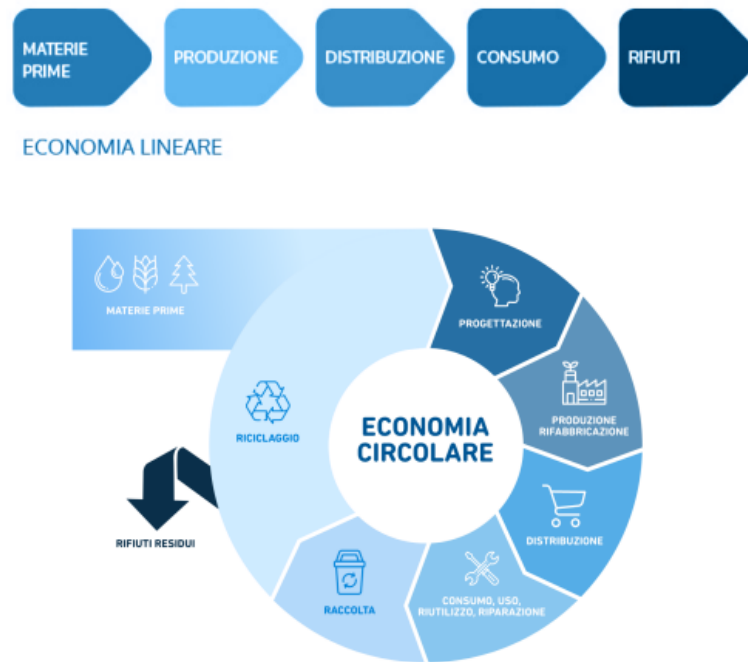 MATERIE
PRIME
PRODUZIONE
DISTRIBUZIONE
CONSUMO
RIFIUTI
ECONOMIA LINEARE
MATERIE PRIME
PROGETTAZIONE
PRODUZIONE
RIFABBRICAZIONE
RICICLAGGIO
ECONOMIA
CIRCOLARE
DISTRIBUZIONE
RIFIUTI RESIDUI
RACCOLTA
CONSUMO, USO,
RIUTILIZZO, RIPARAZIONE